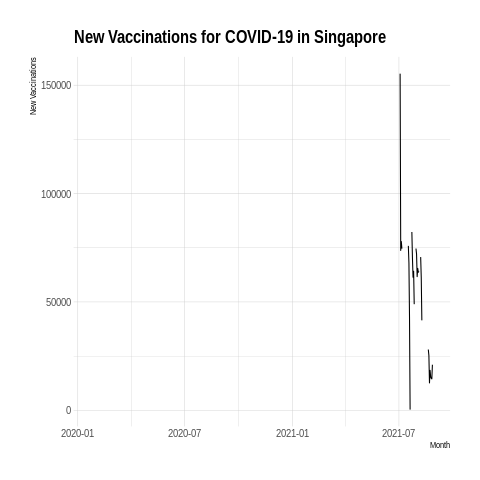 New Vaccinations for COVID-19 in Singapore
New Vaccinations
150000
100000
50000
0
2020-01 2020-07 2021-01 2021-07
Month